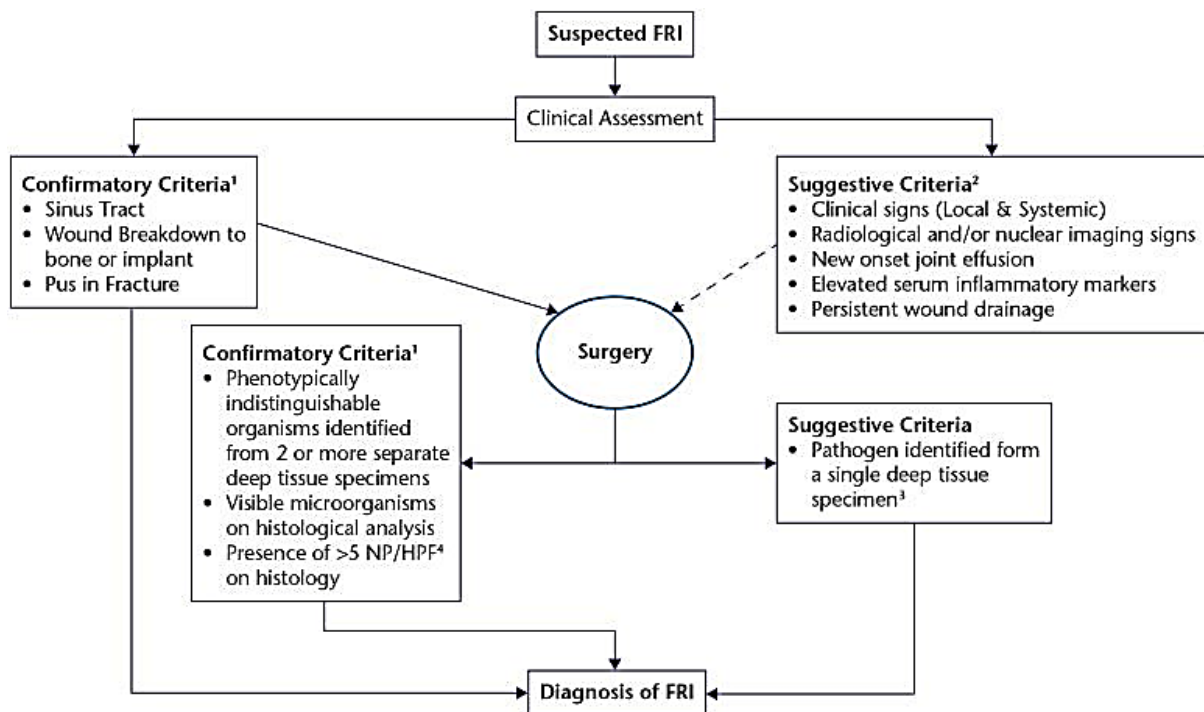 Suspected FRI
Clinical Assessment
Confirmatory Criteria¹
• Sinus Tract
• Wound Breakdown to
bone or implant
• Pus in Fracture
Suggestive Criteria²
• Clinical signs (Local & Systemic)
• Radiological and/or nuclear imaging signs
• New onset joint effusion
• Elevated serum inflammatory markers
• Persistent wound drainage
Surgery
Confirmatory Criteria¹
• Phenotypically
indistinguishable
organisms identified
from 2 or more separate
deep tissue specimens
• Visible microorganisms
on histological analysis
• Presence of >5 NP/HPF⁴
on histology
Suggestive Criteria
• Pathogen identified form
a single deep tissue
specimen³
Diagnosis of FRI